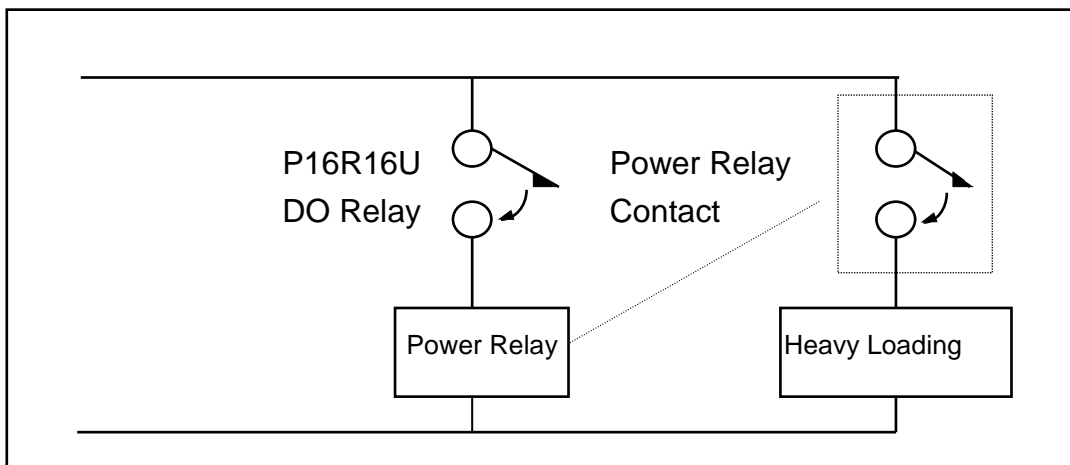 P16R16U
DO Relay
Power Relay
Contact
Power Relay
Heavy Loading